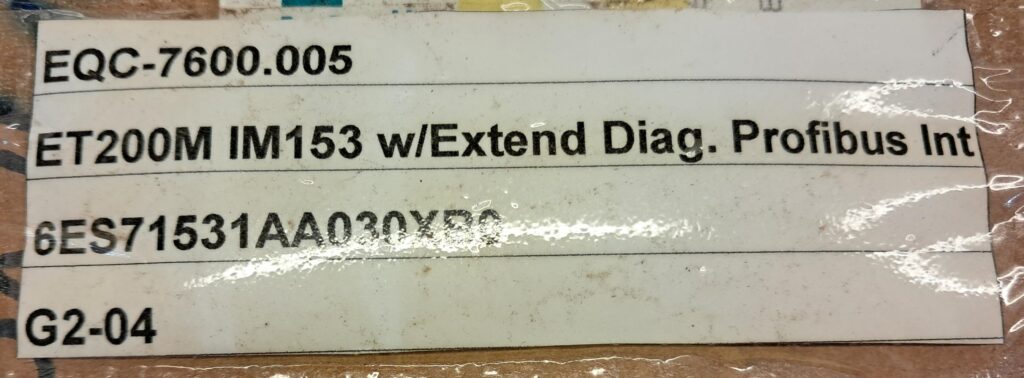 EQC-7600.005
ET200M IM153 w/Extend Diag. Profibus Int
6ES71531AA030XB0
G2-04